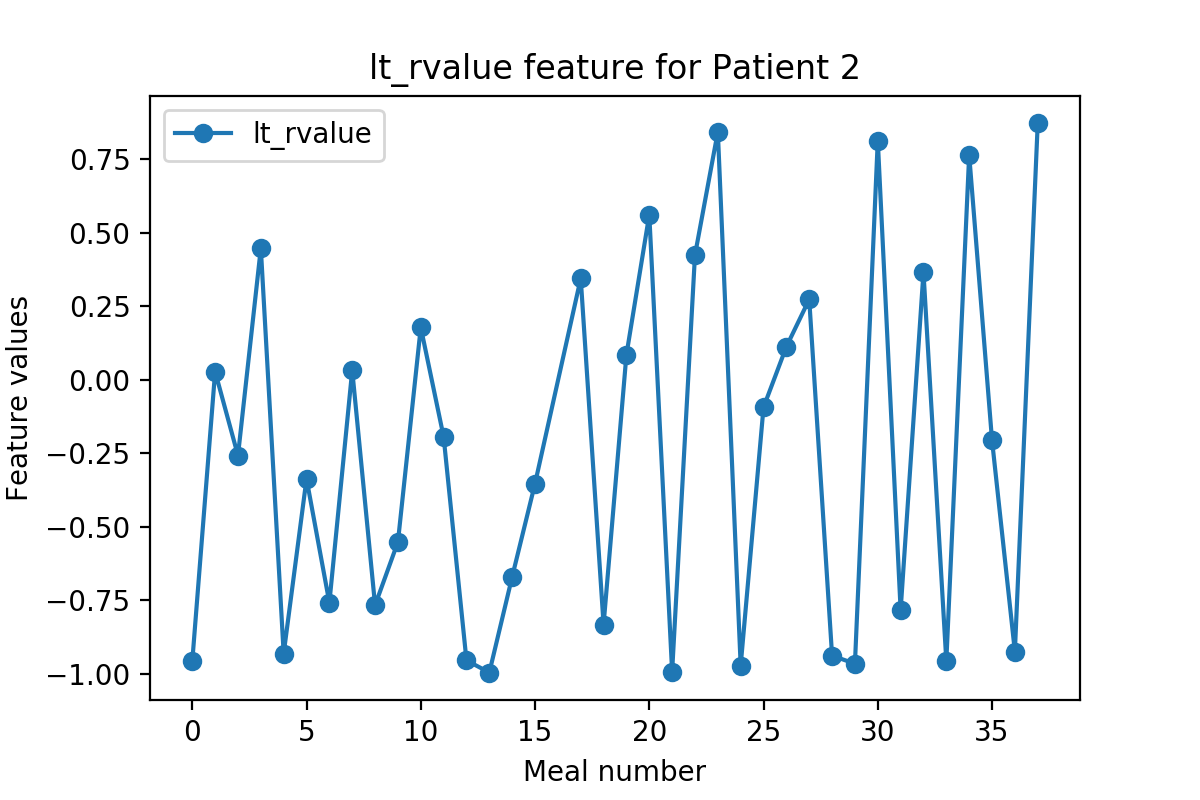 lt_rvalue feature for Patient 2
lt_rvalue
Feature values
0.75
0.50
0.25
0.00
−0.25
−0.50
−0.75
−1.00
0 5 10 15 20 25 30 35
Meal number